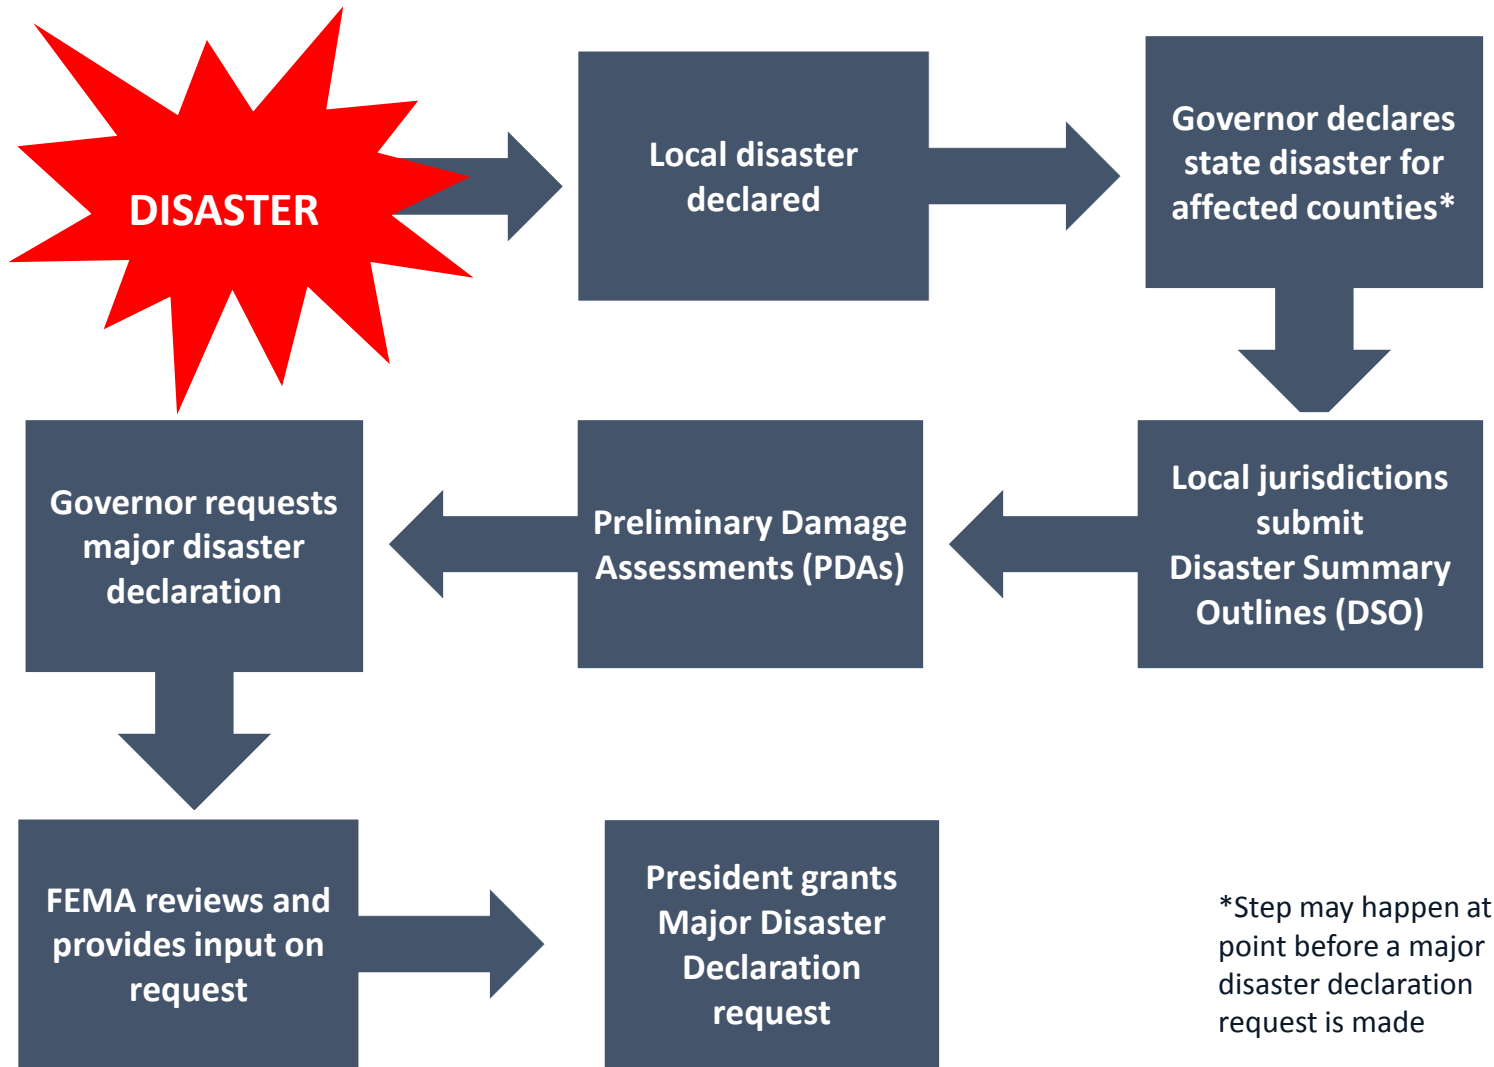 DISASTER
Local disaster
declared
Governor declares
state disaster for
affected counties*
Local jurisdictions
submit
Disaster Summary
Outlines (DSO)
Preliminary Damage
Assessments (PDAs)
Governor requests
major disaster
declaration
FEMA reviews and
provides input on
request
President grants
Major Disaster
Declaration
request
*Step may happen at
point before a major
disaster declaration
request is made